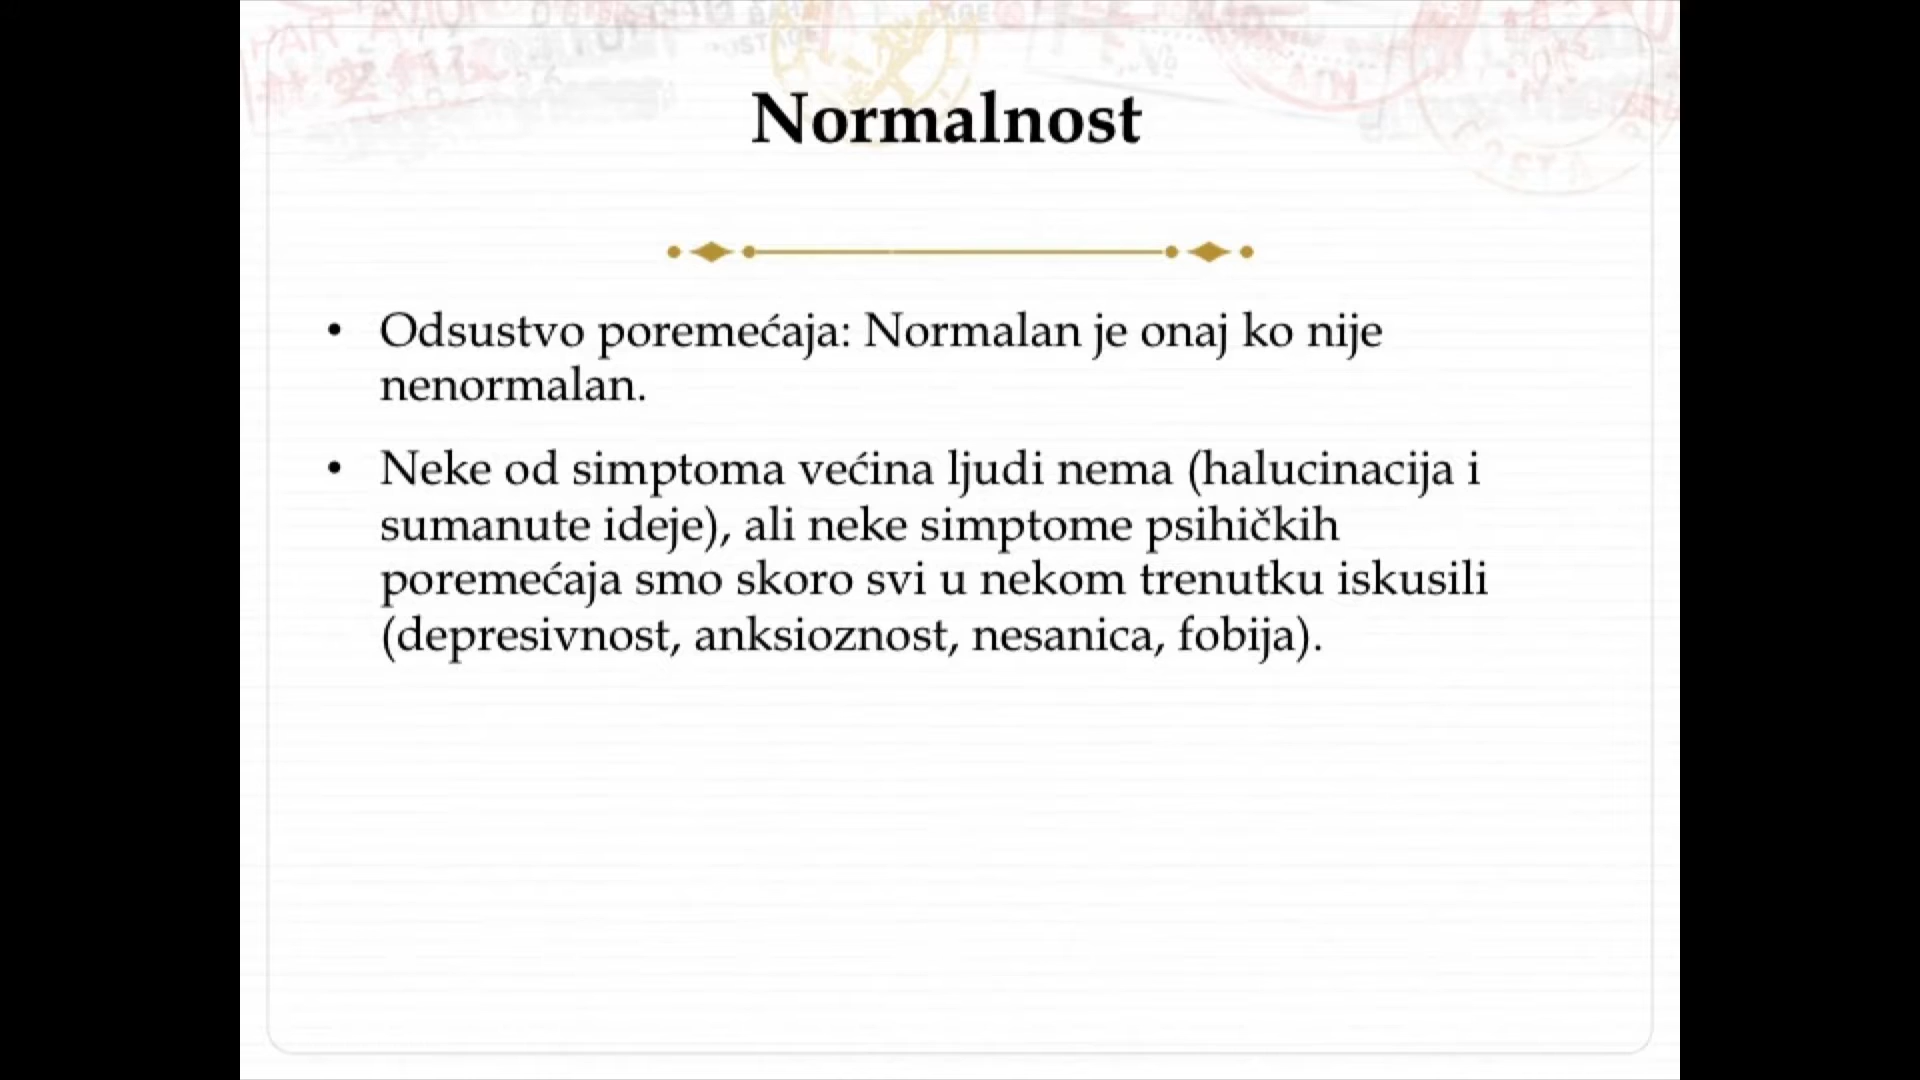 Normalnost
• Odsustvo poremećaja: Normalan je onaj ko nije
nenormalan.
• Neke od simptoma većina ljudi nema (halucinacija i
sumanute ideje), ali neke simptome psihičkih
poremećaja smo skoro svi u nekom trenutku iskusili
(depresivnost, anksioznost, nesanica, fobija).